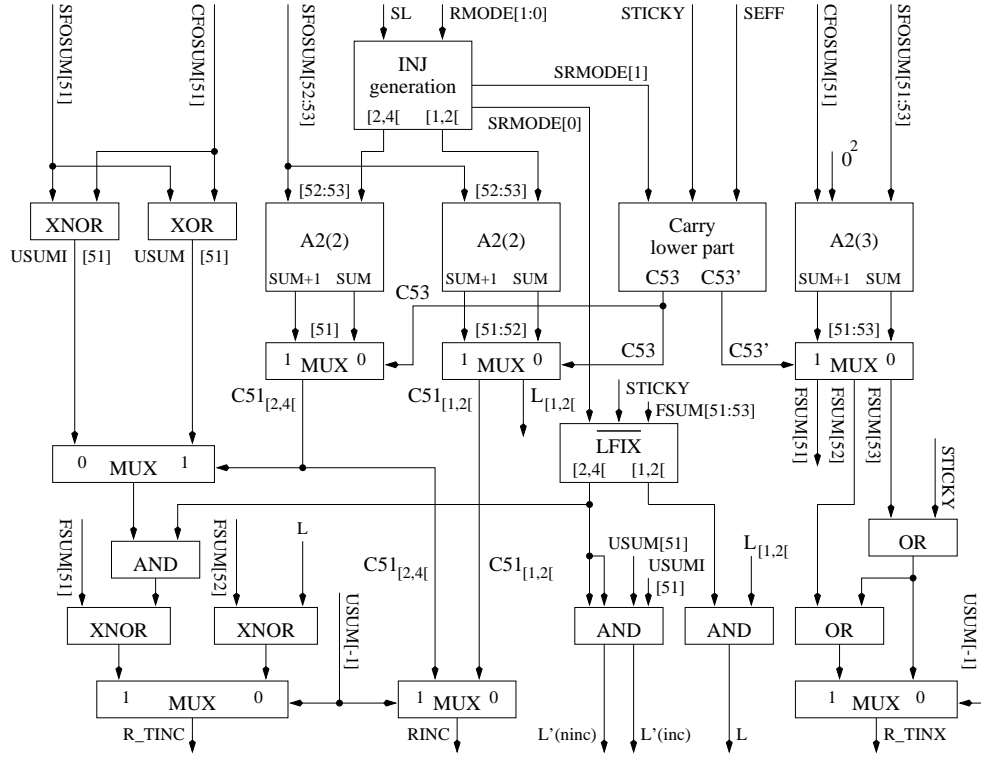 SL
RMODE[1:0]
STICKY
SEFF
SFOSUM[51]
CFOSUM[51]
SFOSUM[52:53]
CFOSUM[51]
SFOSUM[51:53]
INJ
generation
[2,4[ [1,2[
SRMODE[1]
SRMODE[0]
0²
[52:53]
[52:53]
XNOR
XOR
A2(2)
A2(2)
Carry
lower part
A2(3)
USUMI [51]
USUM [51]
SUM+1 SUM
SUM+1 SUM
C53 C53'
SUM+1 SUM
C53
[51]
[51:52]
[51:53]
1 MUX 0
1 MUX 0
C53
C53'
1 MUX 0
C51[2,4[
C51[1,2[
L[1,2[
STICKY
FSUM[51:53]
FSUM[51]
FSUM[52]
FSUM[53]
LFIX
[2,4[ [1,2[
0 MUX 1
STICKY
FSUM[51]
AND
FSUM[52]
L
C51[2,4[
C51[1,2[
USUM[51]
USUMI
[51]
L[1,2[
OR
XNOR
XNOR
USUM[-1]
AND
AND
OR
USUM[-1]
1 MUX 0
1 MUX 0
1 MUX 0
R_TINC
RINC
L'(ninc)
L'(inc)
L
R_TINX